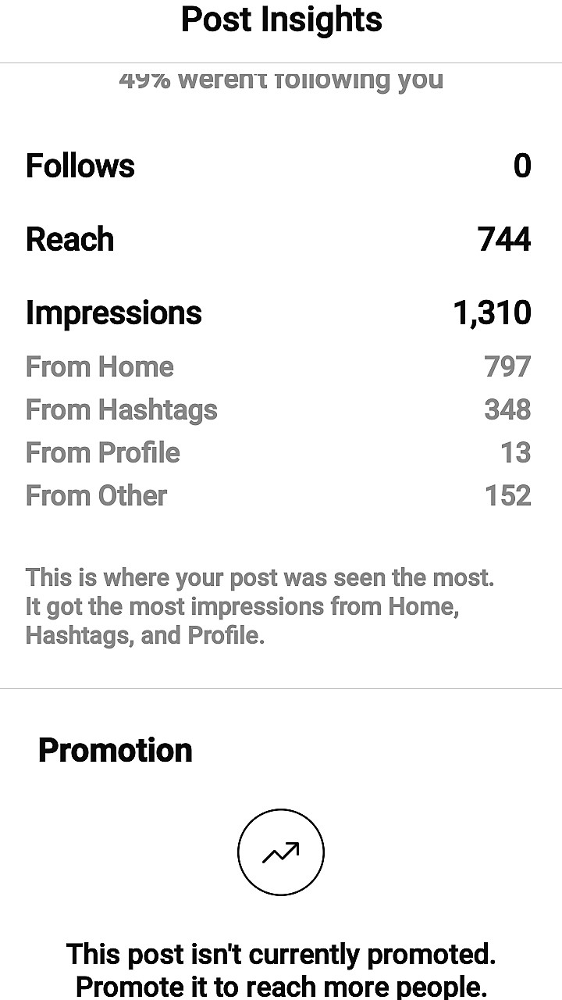 Post Insights
49% weren't following you
Follows
0
Reach
744
Impressions
1,310
From Home
797
From Hashtags
348
From Profile
13
From Other
152
This is where your post was seen the most.
It got the most impressions from Home,
Hashtags, and Profile.
Promotion
This post isn't currently promoted.
Promote it to reach more people.